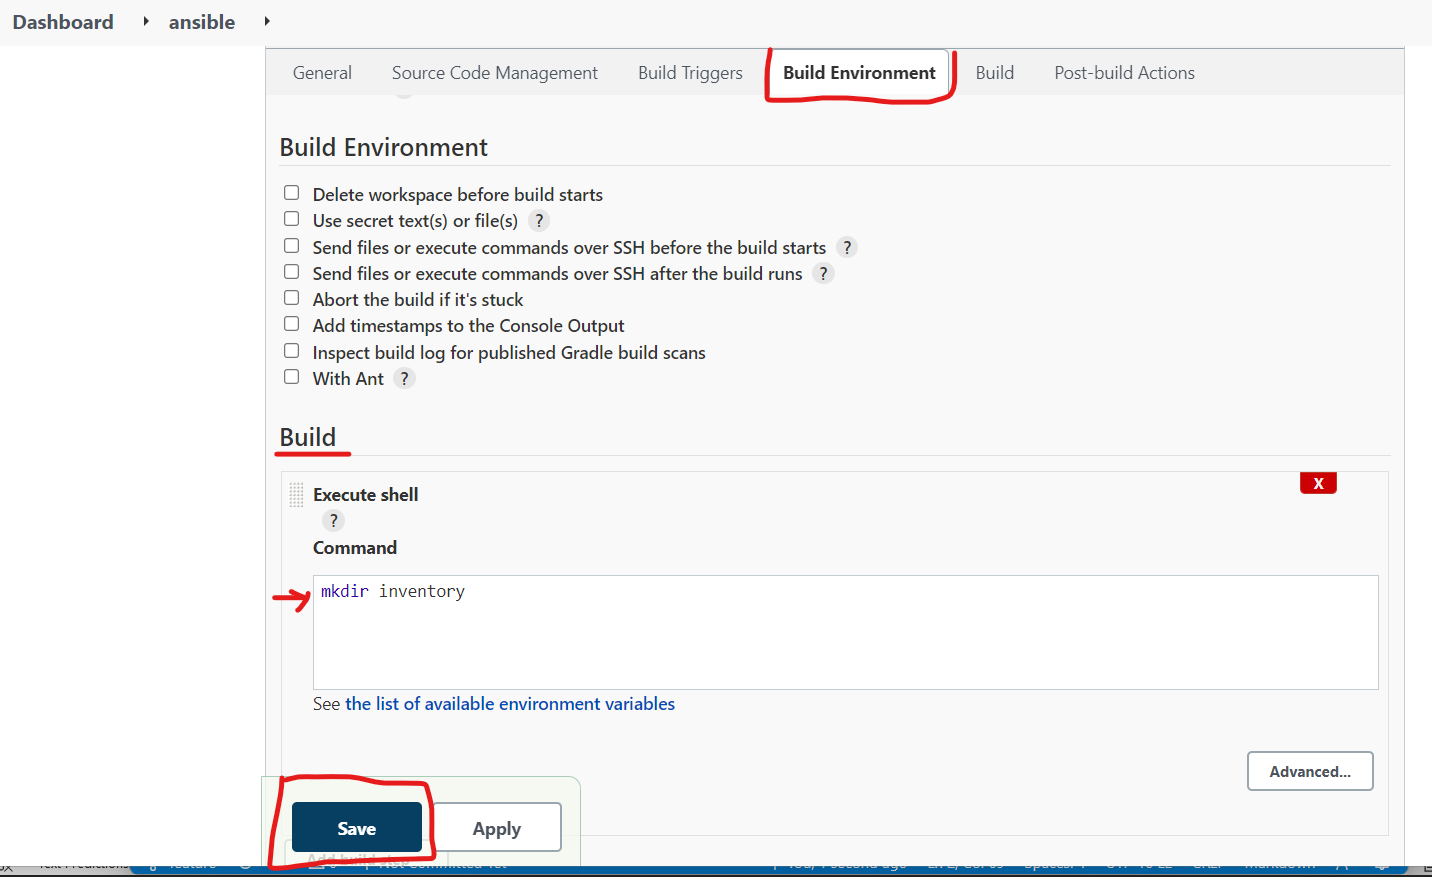 Dashboard ansible
General Source Code Management Build Triggers Build Environment Build Post-build Actions
Build Environment
Delete workspace before build starts
Use secret text(s) or file(s) ?
Send files or execute commands over SSH before the build starts ?
Send files or execute commands over SSH after the build runs ?
Abort the build if it's stuck
Add timestamps to the Console Output
Inspect build log for published Gradle build scans
With Ant ?
Build
Execute shell
X
?
Command
mkdir inventory
See the list of available environment variables
Advanced...
Save Apply
Add build step